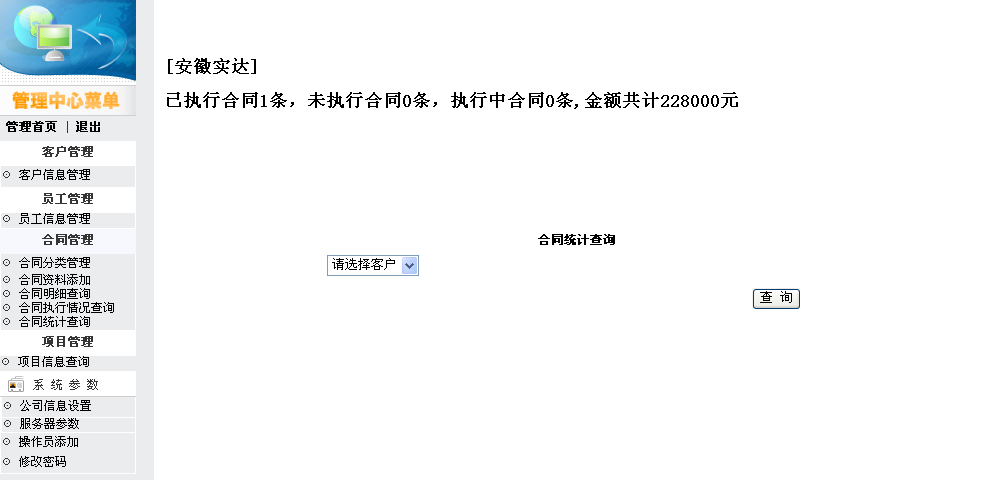 管理中心菜单
管理首页 | 退出
客户管理
客户信息管理
员工管理
员工信息管理
合同管理
合同分类管理
合同资料添加
合同明细查询
合同执行情况查询
合同统计查询
项目管理
项目信息查询
系 统 参 数
公司信息设置
服务器参数
操作员添加
修改密码
[安徽实达]
已执行合同1条，未执行合同0条，执行中合同0条,金额共计228000元
合同统计查询
请选择客户
查 询